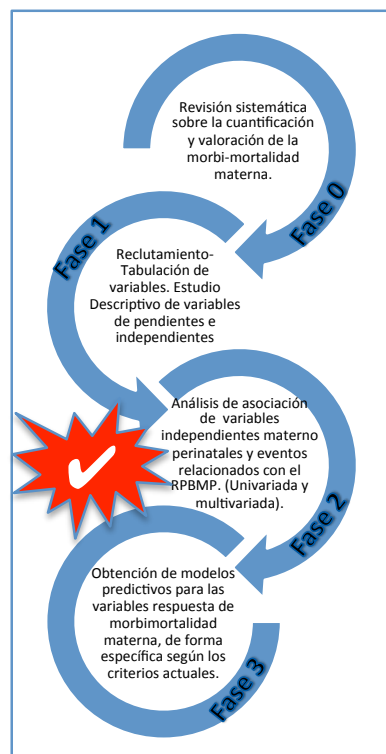 Revisión sistemática
sobre la cuantificación
y valoración de la
morbi-mortalidad
materna.
Fase 0
Fase 1
Reclutamiento-
Tabulación de
variables. Estudio
Descriptivo de variables
de pendientes e
independientes
Análisis de asociación
de variables
independientes materno
perinatales y eventos
relacionados con el
RPBMP. (Univariada y
multivariada).
Fase 2
Obtención de modelos
predictivos para las
variables respuesta de
morbimortalidad
materna, de forma
específica según los
criterios actuales.
Fase 3